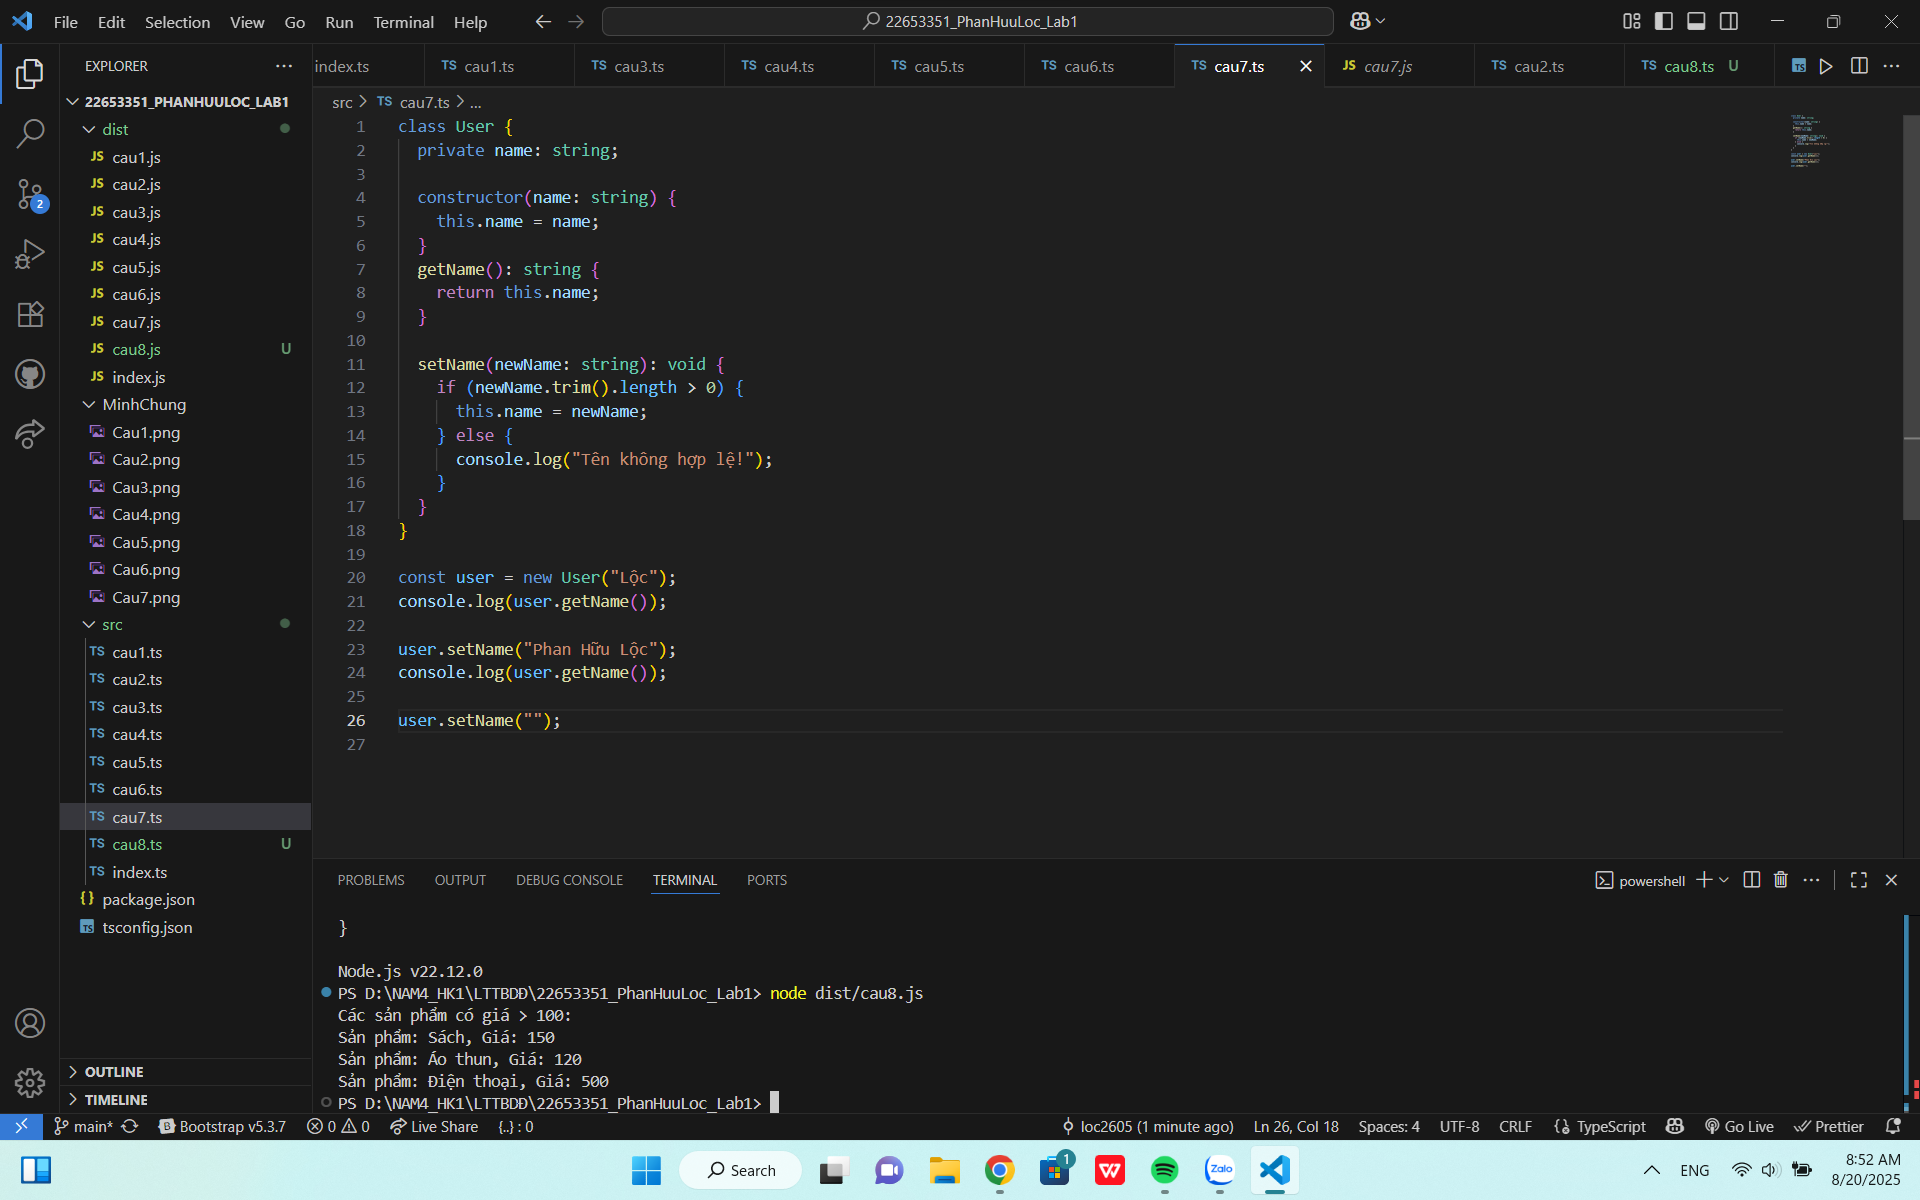 File Edit Selection View Go Run Terminal Help
22653351_PhanHuuLoc_Lab1
EXPLORER
22653351_PHANHUULOC_LAB1
dist
JS cau1.js
JS cau2.js
JS cau3.js
JS cau4.js
JS cau5.js
JS cau6.js
JS cau7.js
JS cau8.js U
JS index.js
MinhChung
Cau1.png
Cau2.png
Cau3.png
Cau4.png
Cau5.png
Cau6.png
Cau7.png
src
TS cau1.ts
TS cau2.ts
TS cau3.ts
TS cau4.ts
TS cau5.ts
TS cau6.ts
TS cau7.ts
TS cau8.ts U
TS index.ts
{} package.json
TS tsconfig.json
OUTLINE
TIMELINE
2
index.ts TS cau1.ts TS cau3.ts TS cau4.ts TS cau5.ts TS cau6.ts TS cau7.ts JS cau7.js TS cau2.ts TS cau8.ts U
src > TS cau7.ts > ...
1 class User {
2 private name: string;
3
4 constructor(name: string) {
5 this.name = name;
6 }
7 getName(): string {
8 return this.name;
9 }
10
11 setName(newName: string): void {
12 if (newName.trim().length > 0) {
13 this.name = newName;
14 } else {
15 console.log("Tên không hợp lệ!");
16 }
17 }
18 }
19
20 const user = new User("Lộc");
21 console.log(user.getName());
22
23 user.setName("Phan Hữu Lộc");
24 console.log(user.getName());
25
26 user.setName("");
27
PROBLEMS OUTPUT DEBUG CONSOLE TERMINAL PORTS
powershell
}
Node.js v22.12.0
PS D:\NAM4_HK1\LTTBDĐ\22653351_PhanHuuLoc_Lab1> node dist/cau8.js
Các sản phẩm có giá > 100:
Sản phẩm: Sách, Giá: 150
Sản phẩm: Áo thun, Giá: 120
Sản phẩm: Điện thoại, Giá: 500
PS D:\NAM4_HK1\LTTBDĐ\22653351_PhanHuuLoc_Lab1>
main* Bootstrap v5.3.7 0 0 Live Share {..} : 0
loc2605 (1 minute ago) Ln 26, Col 18 Spaces: 4 UTF-8 CRLF {} TypeScript Go Live Prettier
Search
1
Zalo
ENG
8:52 AM
8/20/2025